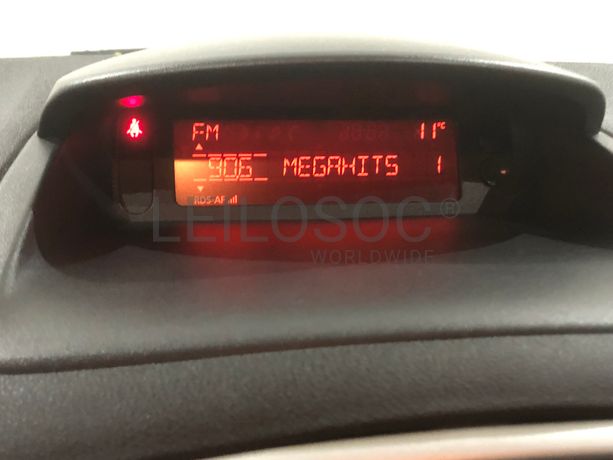 FM 11°C
906 MEGAHITS 1
RDS-AF
LEILOSOC®
WORLDWIDE